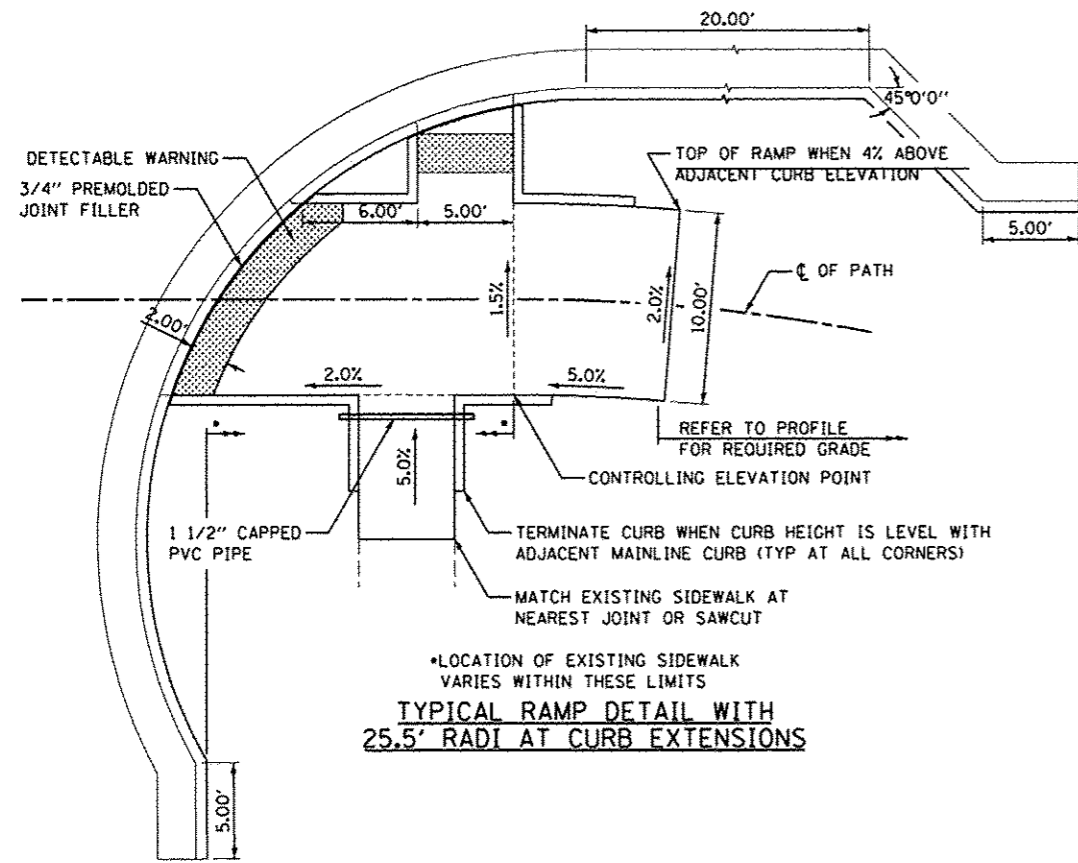 20.00'
45°0'0"
DETECTABLE WARNING
3/4" PREMOLDED
JOINT FILLER
TOP OF RAMP WHEN 4% ABOVE
ADJACENT CURB ELEVATION
6.00'
5.00'
5.00'
℄ OF PATH
1.5%
2.0%
10.00'
2.00'
2.0%
5.0%
•
•
REFER TO PROFILE
FOR REQUIRED GRADE
5.0%
CONTROLLING ELEVATION POINT
1 1/2" CAPPED
PVC PIPE
TERMINATE CURB WHEN CURB HEIGHT IS LEVEL WITH
ADJACENT MAINLINE CURB (TYP AT ALL CORNERS)
MATCH EXISTING SIDEWALK AT
NEAREST JOINT OR SAWCUT
•LOCATION OF EXISTING SIDEWALK
VARIES WITHIN THESE LIMITS
TYPICAL RAMP DETAIL WITH
25.5' RADI AT CURB EXTENSIONS
5.00'